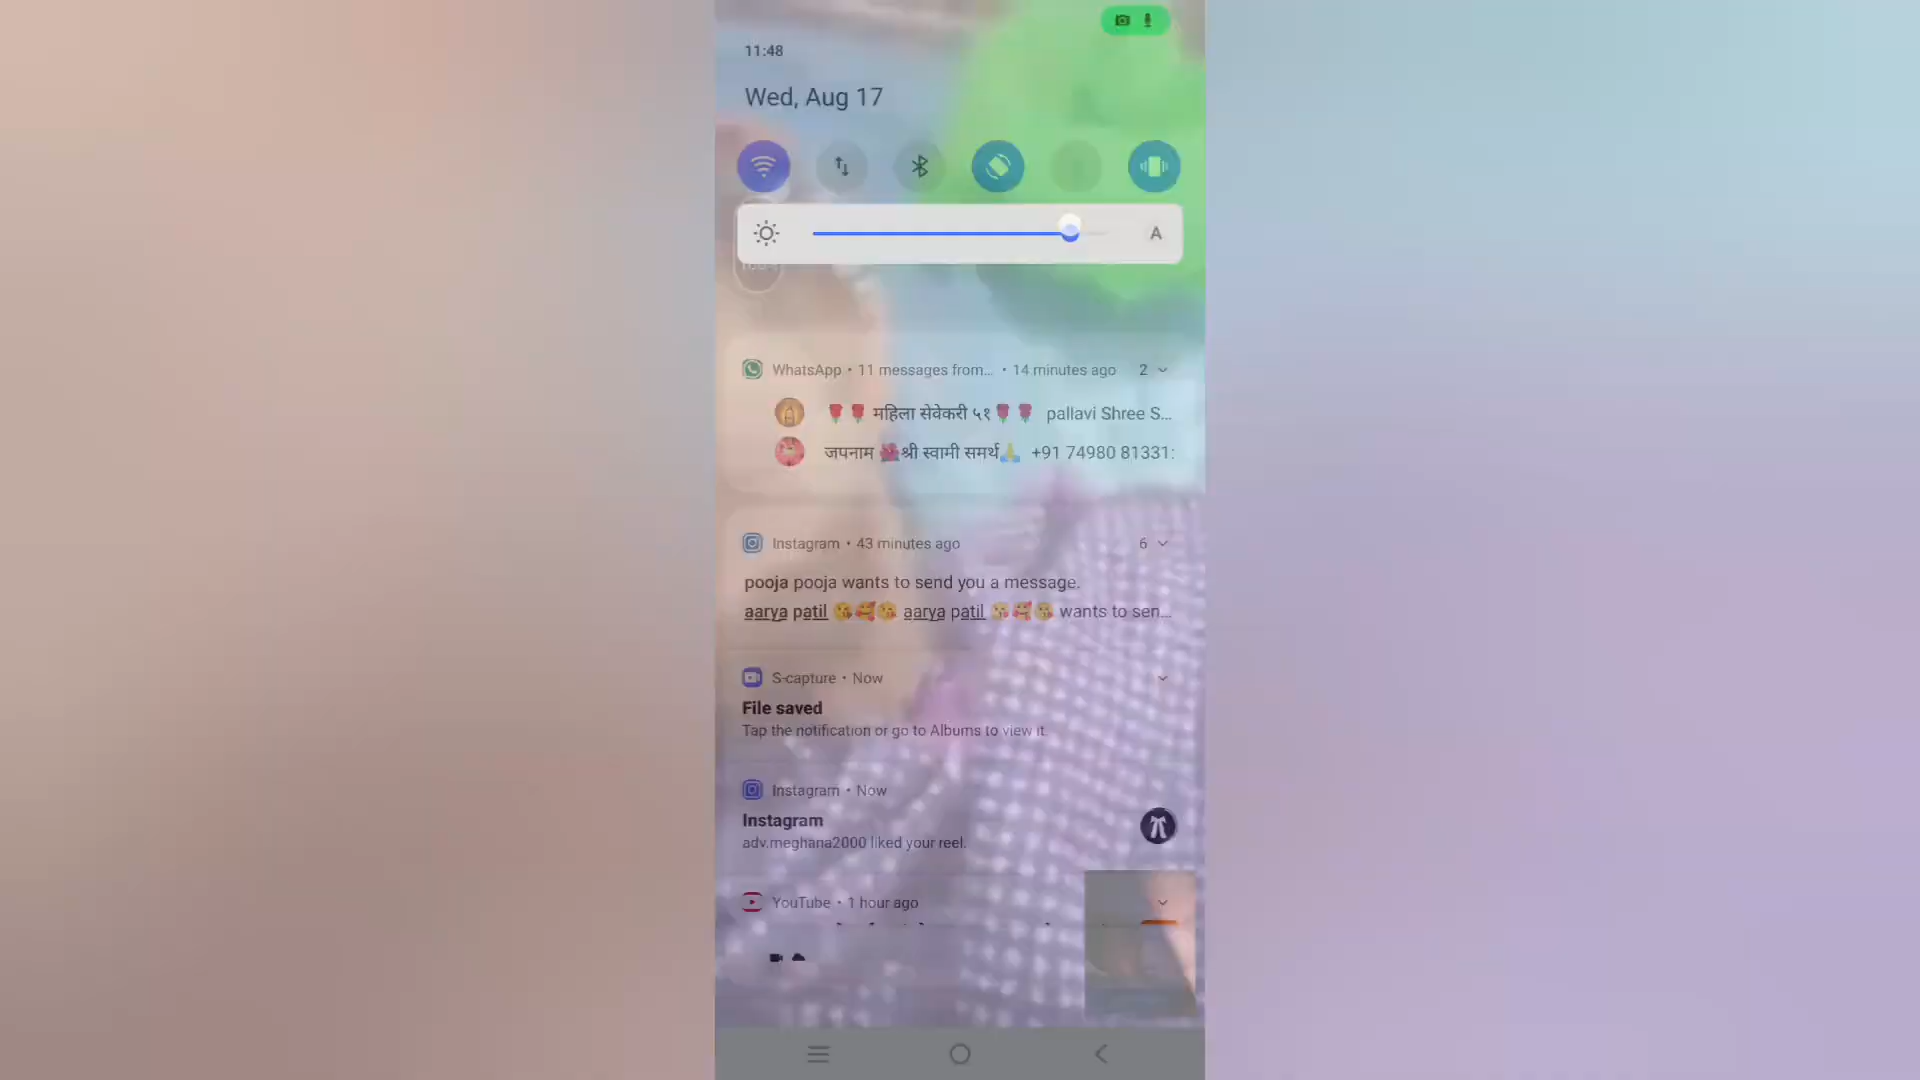 11:48
Wed, Aug 17
A
WhatsApp • 11 messages from... • 14 minutes ago 2
🌹🌹 महिला सेवेकरी ५१🌹🌹 pallavi Shree S...
जपनाम 🌺श्री स्वामी समर्थ🙏 +91 74980 81331:
Instagram • 43 minutes ago 6
pooja pooja wants to send you a message.
aarya patil 😘🥰😘 aarya patil 😘🥰😘 wants to sen...
S-capture • Now
File saved
Tap the notification or go to Albums to view it.
Instagram • Now
Instagram
adv.meghana2000 liked your reel.
YouTube • 1 hour ago